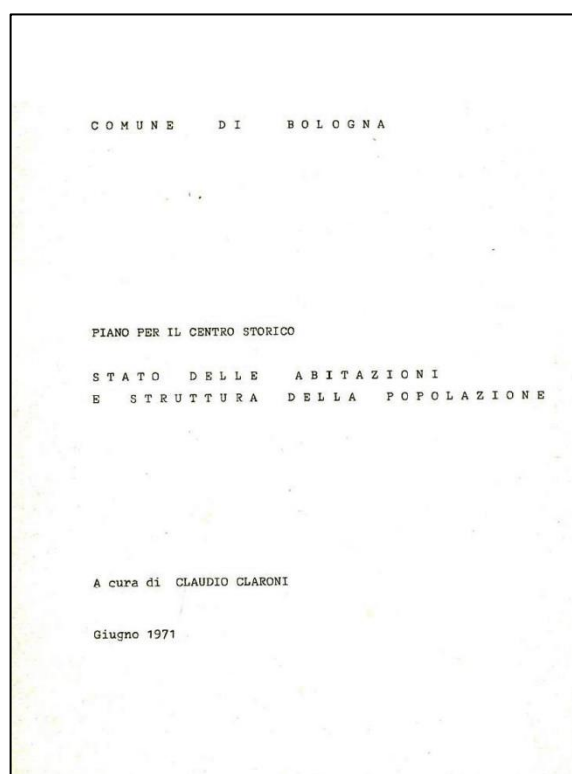 COMUNE DI BOLOGNA
PIANO PER IL CENTRO STORICO
STATO DELLE ABITAZIONI
E STRUTTURA DELLA POPOLAZIONE
A cura di CLAUDIO CLARONI
Giugno 1971